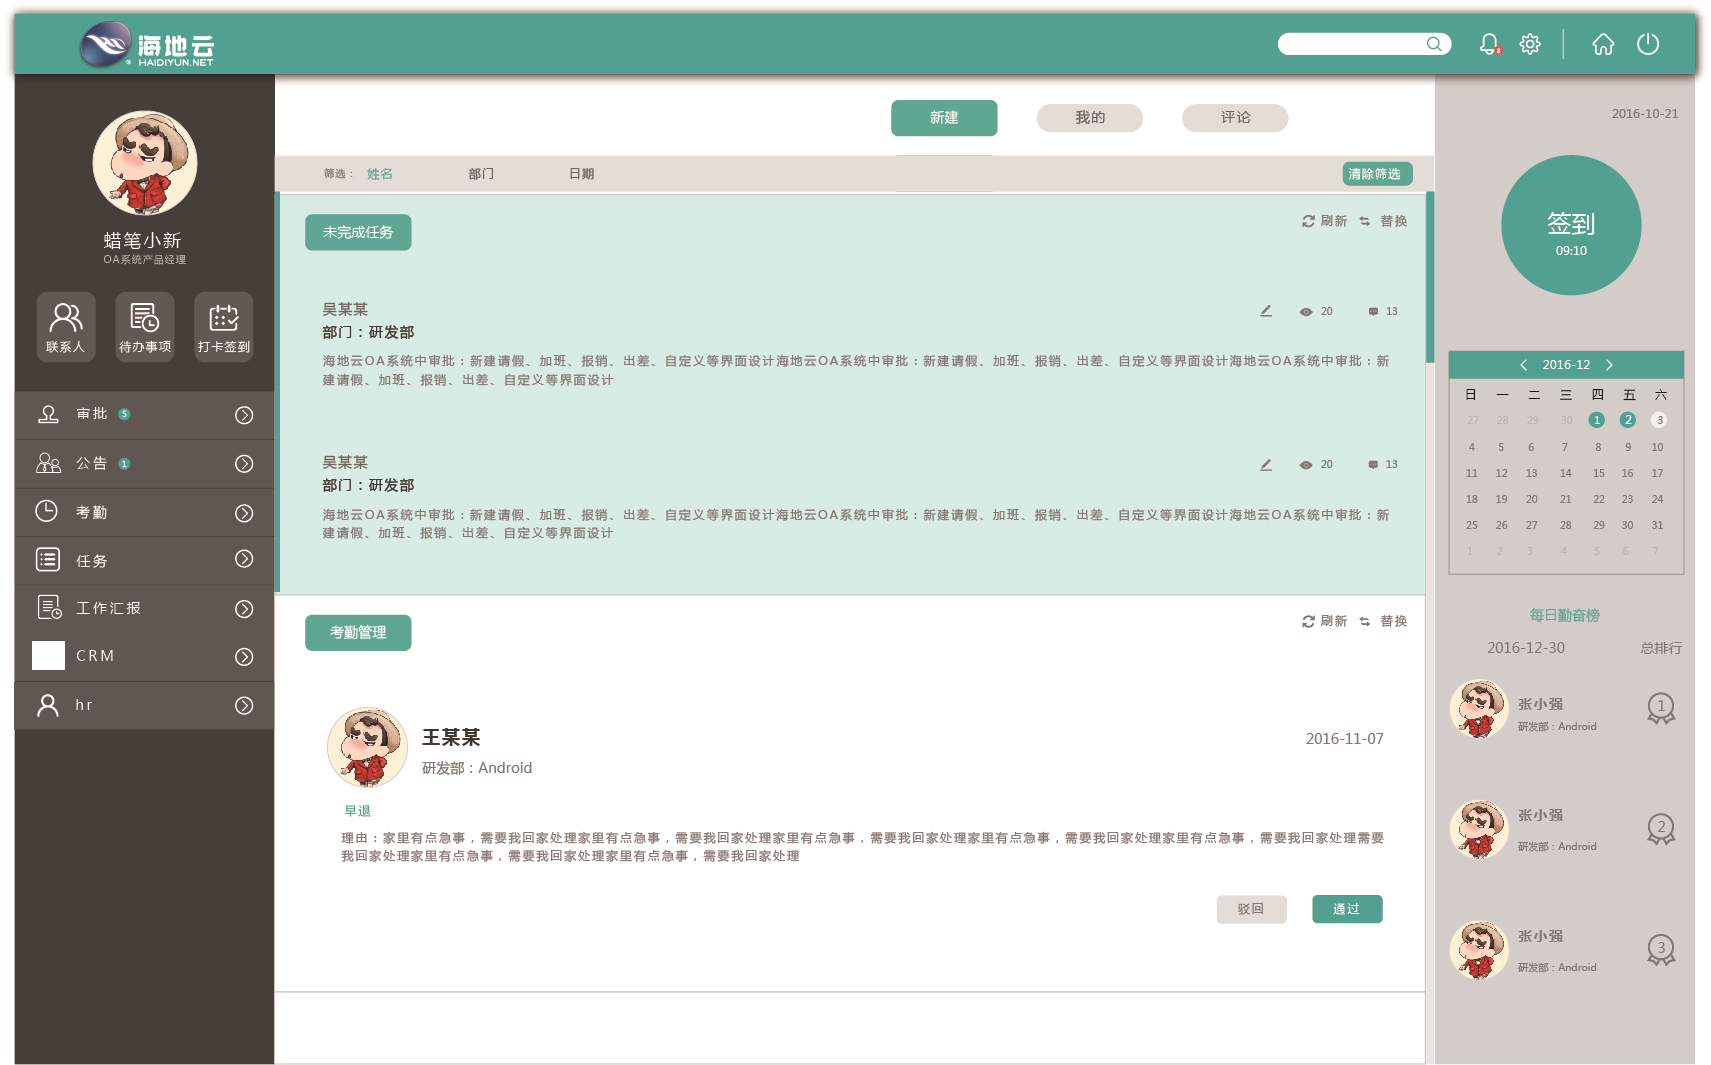 海地云
HAIDIYUN.NET
8
蜡笔小新
OA系统产品经理
联系人 待办事项 打卡签到
审批 5
公告 1
考勤
任务
工作汇报
CRM
hr
新建 我的 评论
筛选： 姓名 部门 日期 清除筛选
未完成任务 刷新 替换
吴某某 20 13
部门：研发部
海地云OA系统中审批：新建请假、加班、报销、出差、自定义等界面设计海地云OA系统中审批：新建请假、加班、报销、出差、自定义等界面设计海地云OA系统中审批：新
建请假、加班、报销、出差、自定义等界面设计
吴某某 20 13
部门：研发部
海地云OA系统中审批：新建请假、加班、报销、出差、自定义等界面设计海地云OA系统中审批：新建请假、加班、报销、出差、自定义等界面设计海地云OA系统中审批：新
建请假、加班、报销、出差、自定义等界面设计
考勤管理 刷新 替换
王某某 2016-11-07
研发部：Android
早退
理由：家里有点急事，需要我回家处理家里有点急事，需要我回家处理家里有点急事，需要我回家处理家里有点急事，需要我回家处理家里有点急事，需要我回家处理需要
我回家处理家里有点急事，需要我回家处理家里有点急事，需要我回家处理
驳回 通过
2016-10-21
签到
09:10
2016-12
日 一 二 三 四 五 六
27 28 29 30 1 2 3
4 5 6 7 8 9 10
11 12 13 14 15 16 17
18 19 20 21 22 23 24
25 26 27 28 29 30 31
1 2 3 4 5 6 7
每日勤奋榜
2016-12-30 总排行
张小强 1
研发部：Android
张小强 2
研发部：Android
张小强 3
研发部：Android